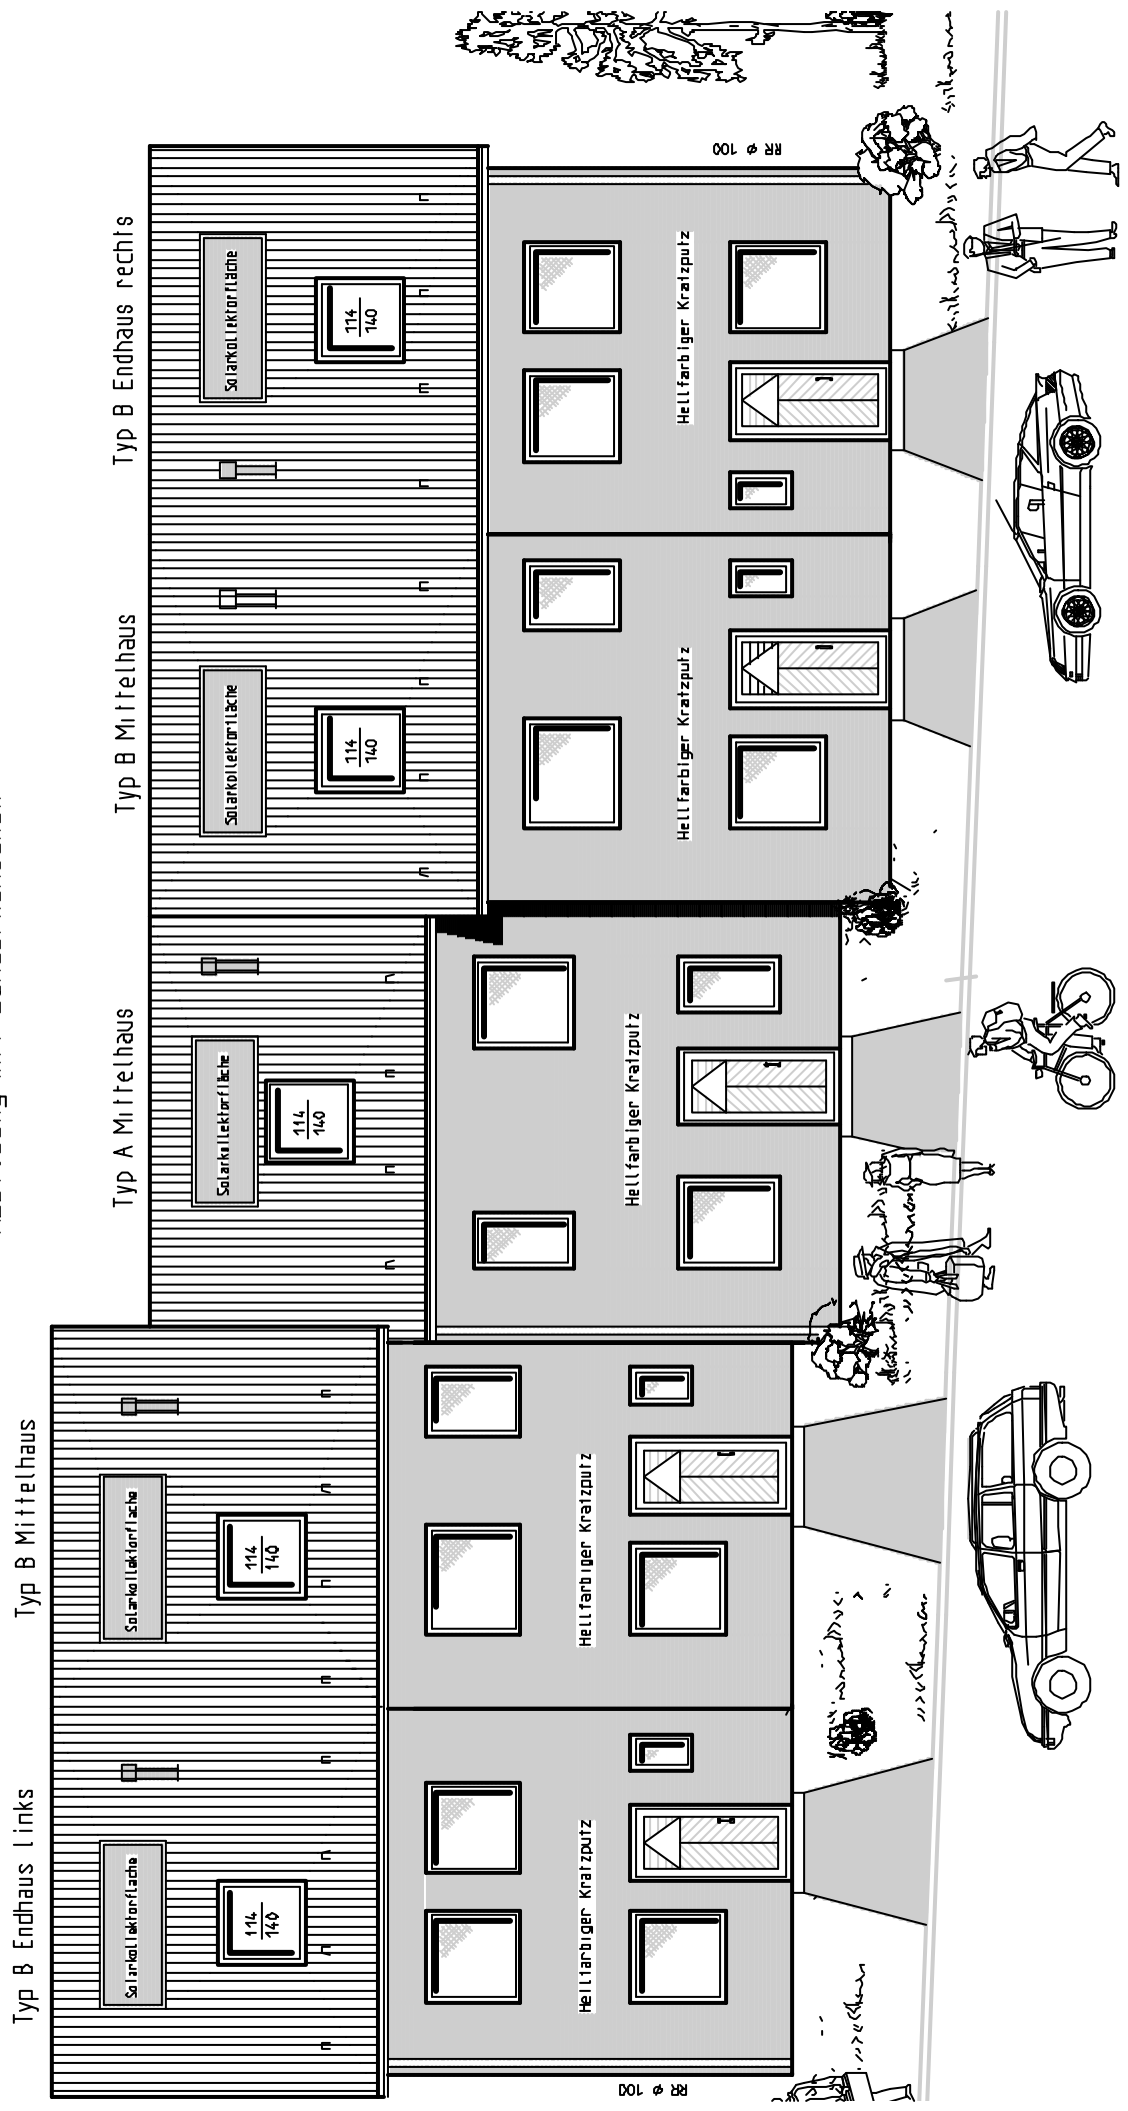 Typ B Endhaus links
Typ B Mittelhaus
Typ A Mittelhaus
Typ B Mittelhaus
Typ B Endhaus rechts
Solarkollektorfläche
Solarkollektorfläche
Solarkollektorfläche
Solarkollektorfläche
Solarkollektorfläche
114
140
114
140
114
140
114
140
114
140
Hellfarbiger Kratzputz
Hellfarbiger Kratzputz
Hellfarbiger Kratzputz
Hellfarbiger Kratzputz
Hellfarbiger Kratzputz
RR ø 100
RR ø 100